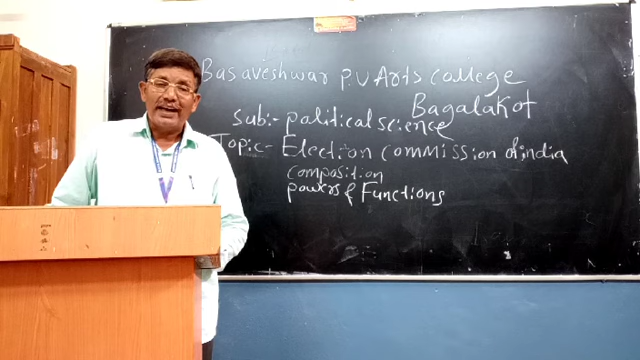 Basaveshwar P.U Arts college
Bagalakot
Sub:- political science
Topic- Election commission of india
composition
powers & Functions